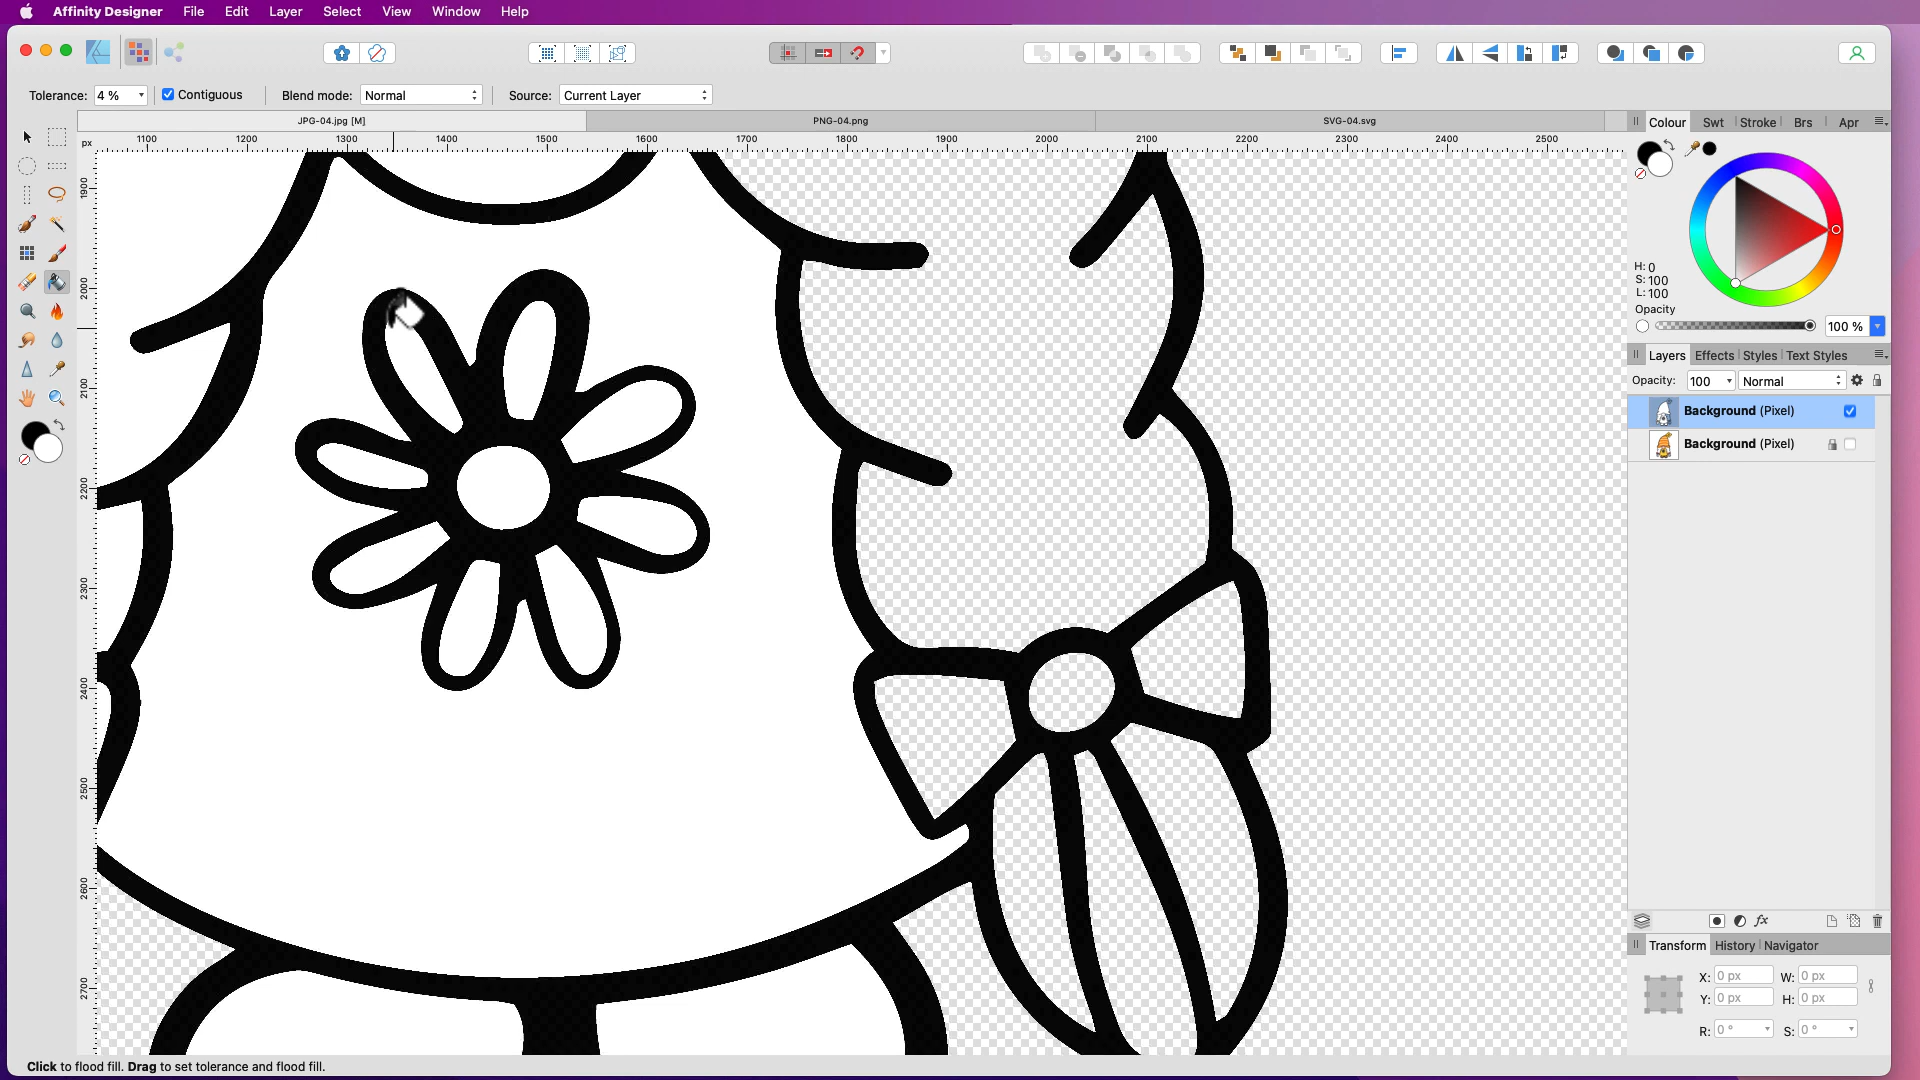 Affinity Designer File Edit Layer Select View Window Help
Tolerance: 4 % Contiguous Blend mode: Normal Source: Current Layer
JPG-04.jpg [M] PNG-04.png SVG-04.svg
px 1100 1200 1300 1400 1500 1600 1700 1800 1900 2000 2100 2200 2300 2400 2500
1900
2000
2100
2200
2300
2400
2500
2600
2700
Colour Swt Stroke Brs Apr
H: 0
S: 100
L: 100
Opacity
100 %
Layers Effects Styles Text Styles
Opacity: 100 Normal
Background (Pixel)
Background (Pixel)
fx
Transform History Navigator
X: 0 px W: 0 px
Y: 0 px H: 0 px
R: 0 ° S: 0 °
Click to flood fill. Drag to set tolerance and flood fill.